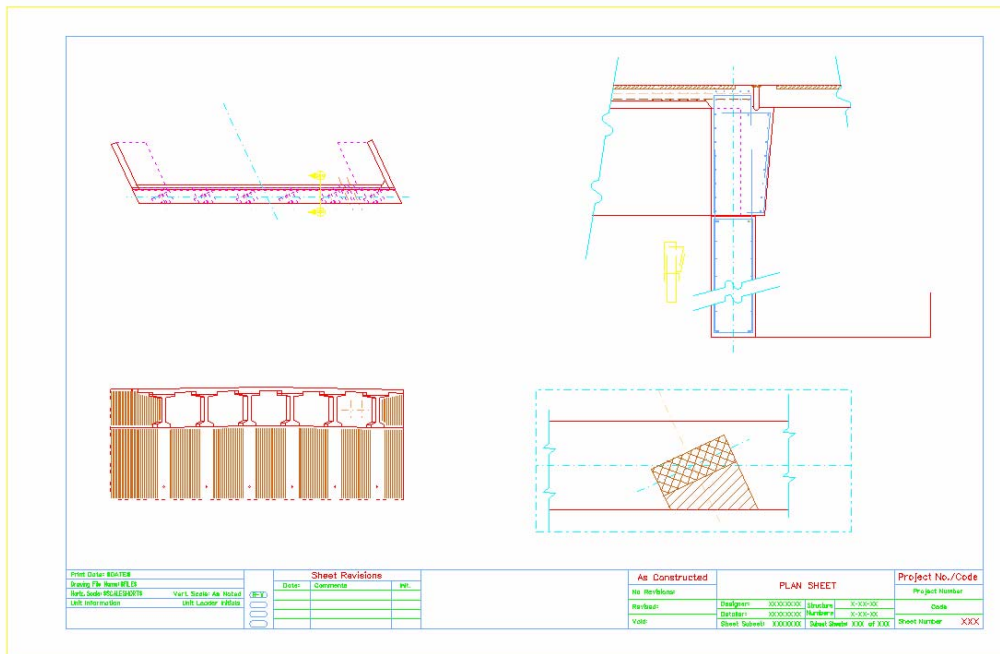 Print Date: $DATE$
Drawing File Name: $FILE$
Horiz. Scale: $SCALESHORT$ Vert. Scale: As Noted
Unit Information Unit Leader Initials
Sheet Revisions
Date: Comments Init.
R-X
As Constructed
No Revisions:
Revised:
Void:
PLAN SHEET
Designer: XXXXXXXX Structure X-XX-XX
Detailer: XXXXXXXX Numbers X-XX-XX
Sheet Subset: XXXXXXX Subset Sheets: XXX of XXX
Project No./Code
Project Number
Code
Sheet Number XXX